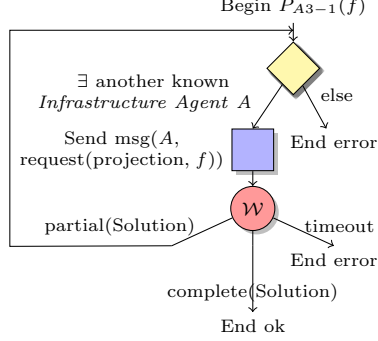 Begin P_{A3−1}(f)
∃ another known
Infrastructure Agent A
else
Send msg(A,
request(projection, f))
End error
W
partial(Solution)
timeout
End error
complete(Solution)
End ok